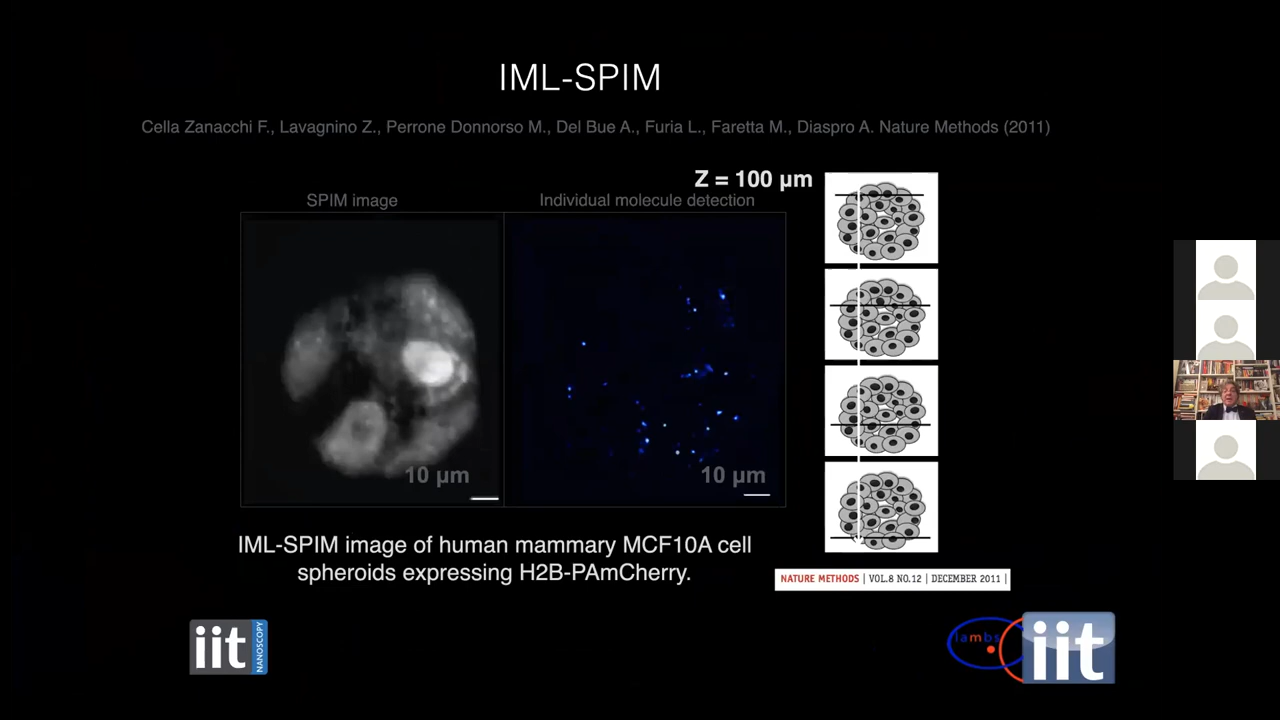 IML-SPIM
Cella Zanacchi F., Lavagnino Z., Perrone Donnorso M., Del Bue A., Furia L., Faretta M., Diaspro A. Nature Methods (2011)
Z = 100 µm
SPIM image
Individual molecule detection
10 µm
10 µm
IML-SPIM image of human mammary MCF10A cell
spheroids expressing H2B-PAmCherry.
NATURE METHODS | VOL.8 NO.12 | DECEMBER 2011 |
iit
NANOSCOPY
lambs
iit